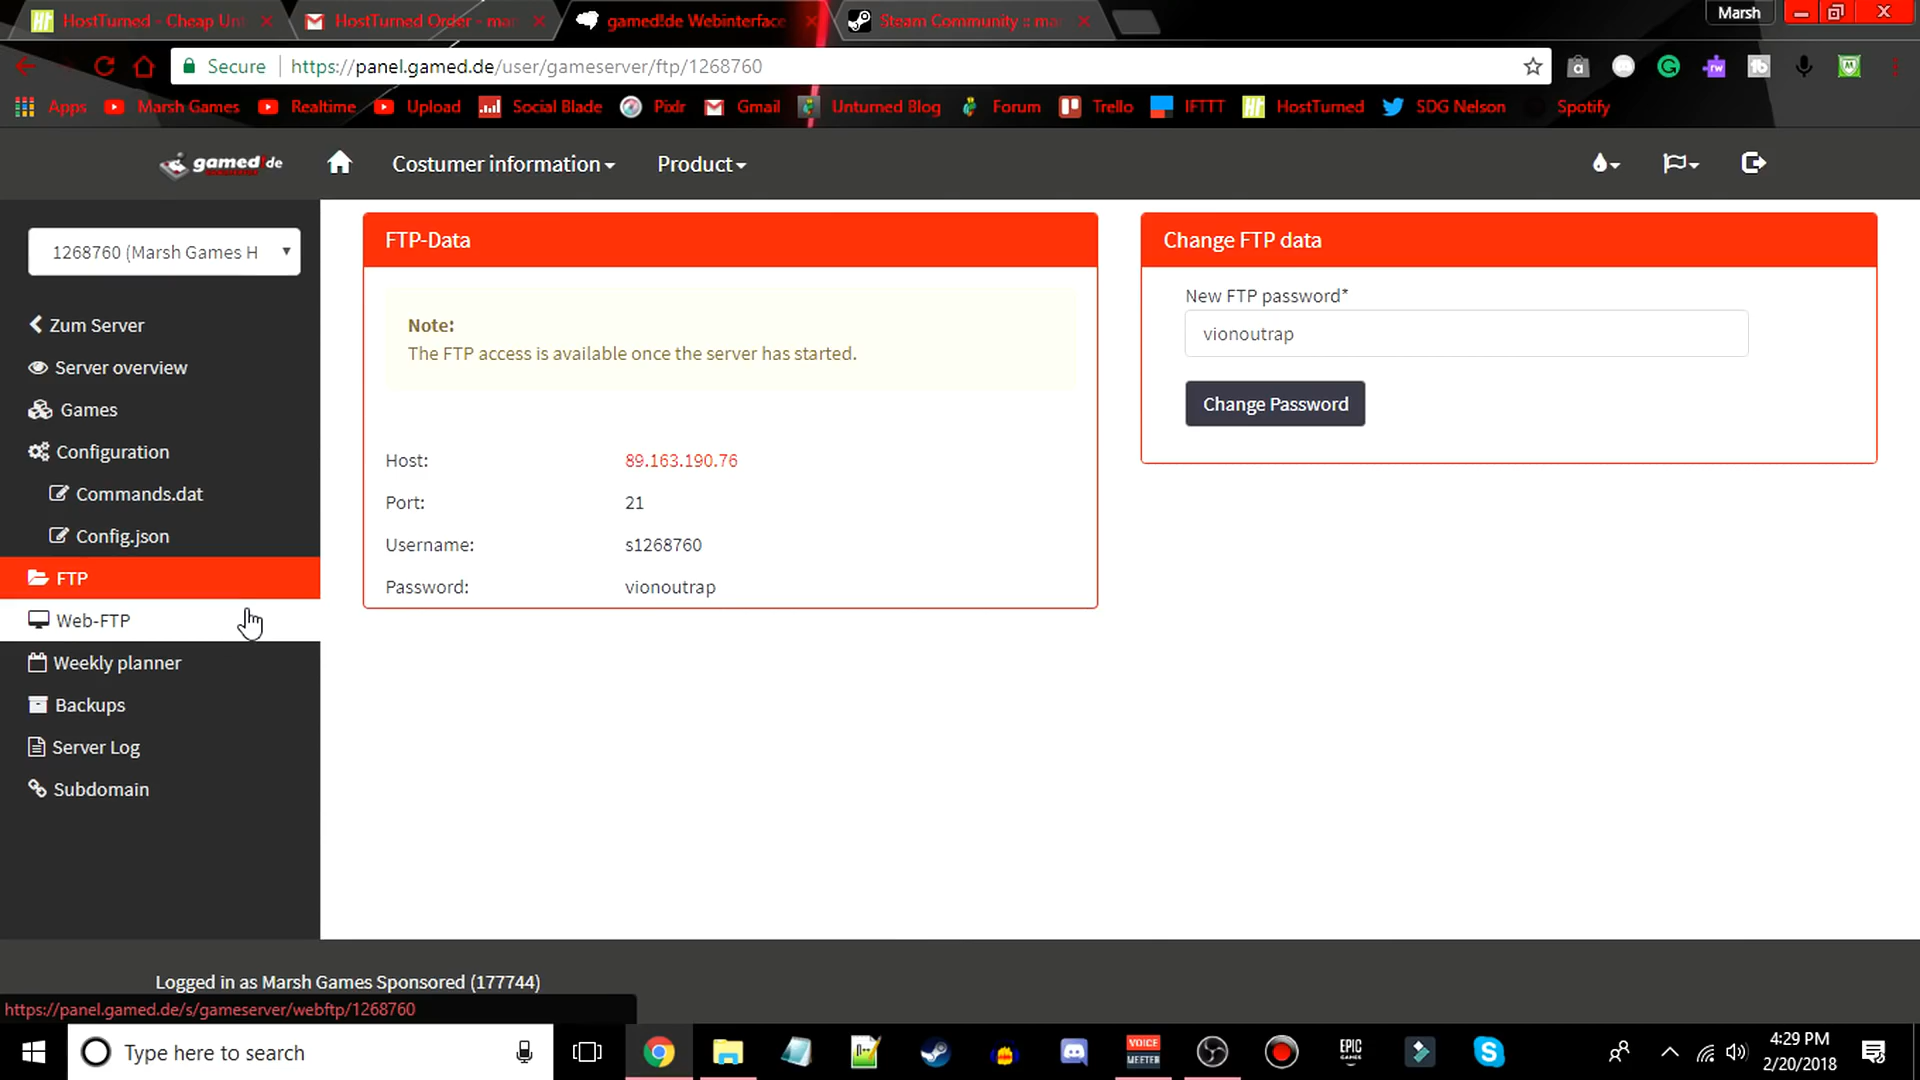 HostTurned - Cheap Unt
HostTurned Order - mar
gamed!de Webinterface
Steam Community :: mar
Marsh
Secure
https://panel.gamed.de/user/gameserver/ftp/1268760
Apps
Marsh Games
Realtime
Upload
Social Blade
Pixlr
Gmail
Unturned Blog
Forum
Trello
IFTTT
HostTurned
SDG Nelson
Spotify
gamed!de
Costumer information
Product
1268760 (Marsh Games H
Zum Server
Server overview
Games
Configuration
Commands.dat
Config.json
FTP
Web-FTP
Weekly planner
Backups
Server Log
Subdomain
FTP-Data
Note:
The FTP access is available once the server has started.
Host: 89.163.190.76
Port: 21
Username: s1268760
Password: vionoutrap
Change FTP data
New FTP password*
vionoutrap
Change Password
Logged in as Marsh Games Sponsored (177744)
https://panel.gamed.de/s/gameserver/webftp/1268760
Type here to search
VOICE
MEETER
EPIC
GAMES
4:29 PM
2/20/2018